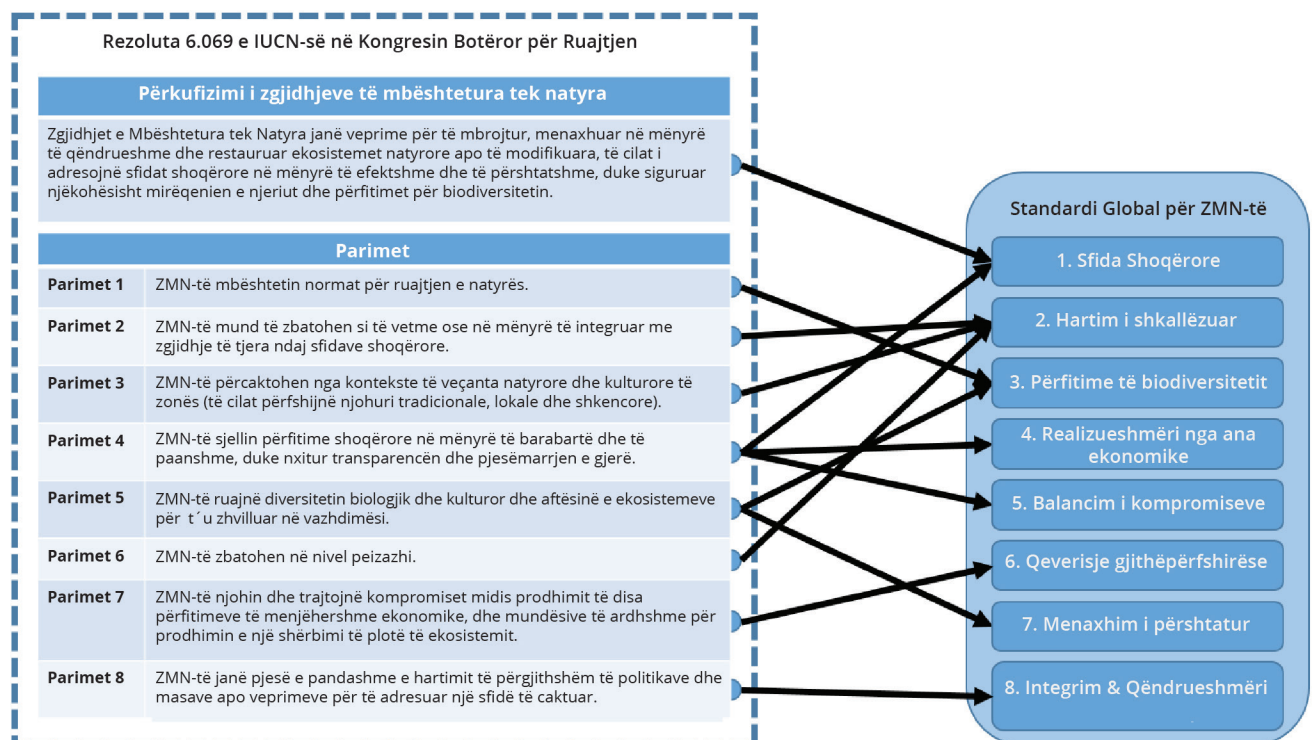 Rezoluta 6.069 e IUCN-së në Kongresin Botëror për Ruajtjen
Përkufizimi i zgjidhjeve të mbështetura tek natyra
Zgjidhjet e Mbështetura tek Natyra janë veprime për të mbrojtur, menaxhuar në mënyrë
të qëndrueshme dhe restauruar ekosistemet natyrore apo të modifikuara, të cilat i
adresojnë sfidat shoqërore në mënyrë të efektshme dhe të përshtatshme, duke siguruar
njëkohësisht mirëqenien e njeriut dhe përfitimet për biodiversitetin.
Parimet
Parimet 1
ZMN-të mbështetin normat për ruajtjen e natyrës.
Parimet 2
ZMN-të mund të zbatohen si të vetme ose në mënyrë të integruar me
zgjidhje të tjera ndaj sfidave shoqërore.
Parimet 3
ZMN-të përcaktohen nga kontekste të veçanta natyrore dhe kulturore të
zonës (të cilat përfshijnë njohuri tradicionale, lokale dhe shkencore).
Parimet 4
ZMN-të sjellin përfitime shoqërore në mënyrë të barabartë dhe të
paanshme, duke nxitur transparencën dhe pjesëmarrjen e gjerë.
Parimet 5
ZMN-të ruajnë diversitetin biologjik dhe kulturor dhe aftësinë e ekosistemeve
për t´u zhvilluar në vazhdimësi.
Parimet 6
ZMN-të zbatohen në nivel peizazhi.
Parimet 7
ZMN-të njohin dhe trajtojnë kompromiset midis prodhimit të disa
përfitimeve të menjëhershme ekonomike, dhe mundësive të ardhshme për
prodhimin e një shërbimi të plotë të ekosistemit.
Parimet 8
ZMN-të janë pjesë e pandashme e hartimit të përgjithshëm të politikave dhe
masave apo veprimeve për të adresuar një sfidë të caktuar.
Standardi Global për ZMN-të
1. Sfida Shoqërore
2. Hartim i shkallëzuar
3. Përfitime të biodiversitetit
4. Realizueshmëri nga ana
ekonomike
5. Balancim i kompromiseve
6. Qeverisje gjithëpërfshirëse
7. Menaxhim i përshtatur
8. Integrim & Qëndrueshmëri